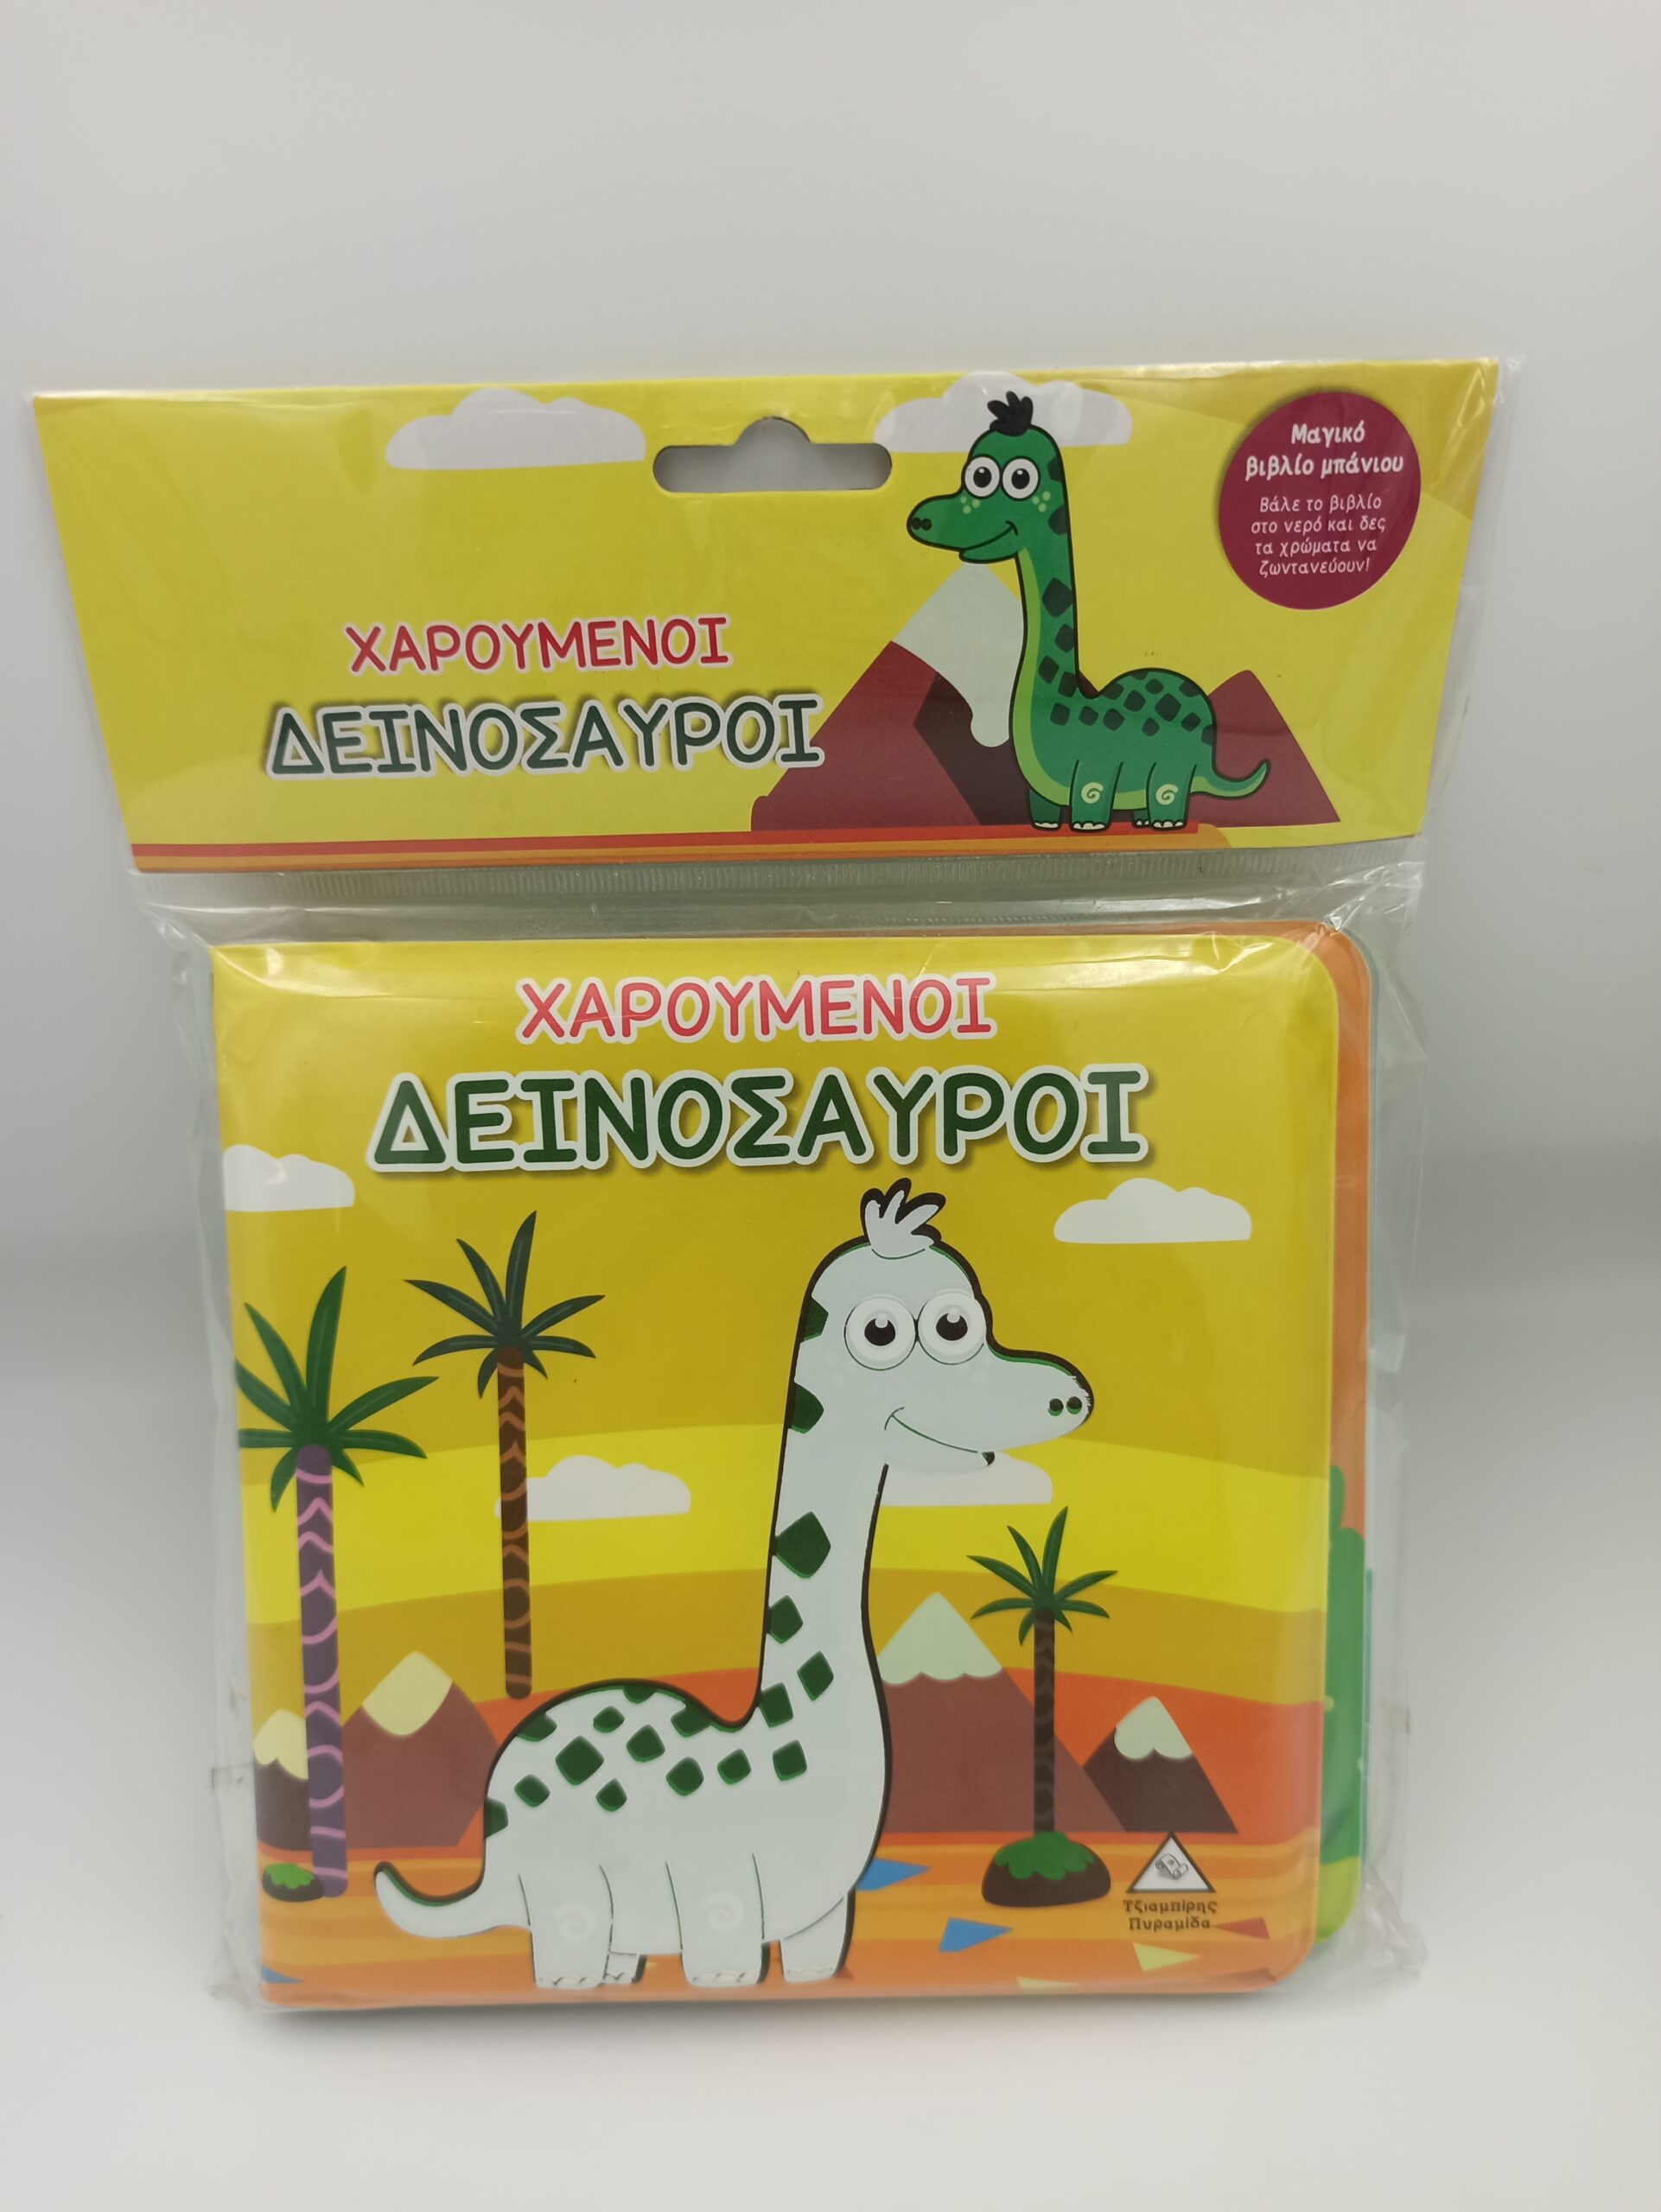 Μαγικό
βιβλίο μπάνιου
Βάλε το βιβλίο
στο νερό και δες
τα χρώματα να
ζωντανεύουν!
ΧΑΡΟΥΜΕΝΟΙ
ΔΕΙΝΟΣΑΥΡΟΙ
ΧΑΡΟΥΜΕΝΟΙ
ΔΕΙΝΟΣΑΥΡΟΙ
Τζιαμπίρης
Πυραμίδα